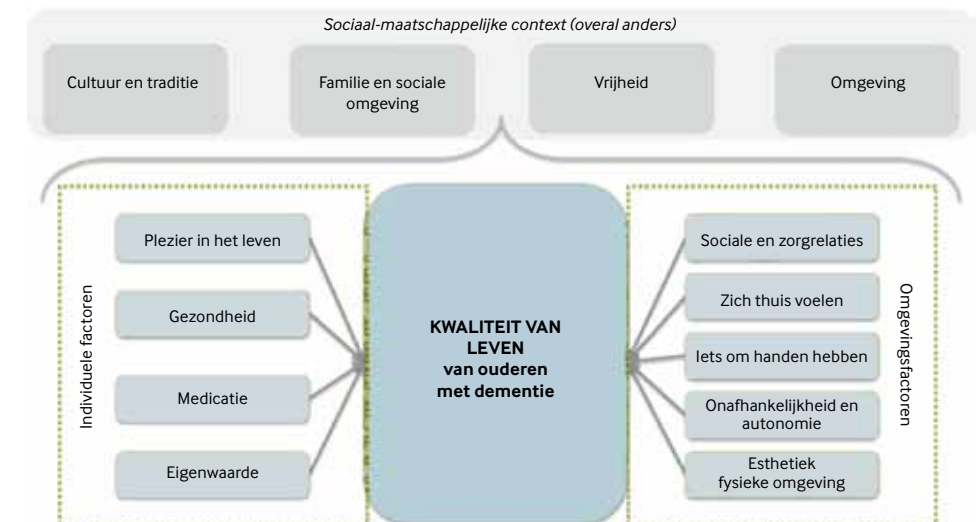 Sociaal-maatschappelijke context (overal anders)
Cultuur en traditie
Familie en sociale
omgeving
Vrijheid
Omgeving
Individuele factoren
Plezier in het leven
Gezondheid
Medicatie
Eigenwaarde
KWALITEIT VAN
LEVEN
van ouderen
met dementie
Sociale en zorgrelaties
Zich thuis voelen
Iets om handen hebben
Onafhankelijkheid en
autonomie
Esthetiek
fysieke omgeving
Omgevingsfactoren